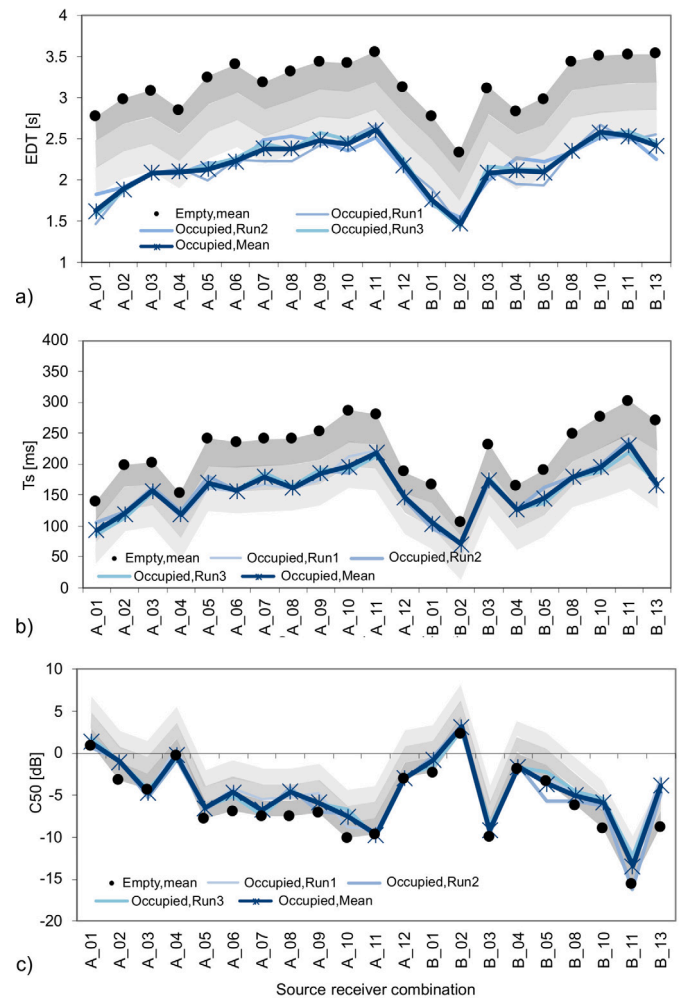 4
3.5
3
2.5
2
1.5
1
EDT [s]
Empty,mean Occupied,Run1
Occupied,Run2 Occupied,Run3
Occupied,Mean
A_01 A_02 A_03 A_04 A_05 A_06 A_07 A_08 A_09 A_10 A_11 A_12 B_01 B_02 B_03 B_04 B_05 B_08 B_10 B_11 B_13
a)
400
350
300
250
200
150
100
50
0
Ts [ms]
Empty,mean Occupied,Run1 Occupied,Run2
Occupied,Run3 Occupied,Mean
A_01 A_02 A_03 A_04 A_05 A_06 A_07 A_08 A_09 A_10 A_11 A_12 B_01 B_02 B_03 B_04 B_05 B_08 B_10 B_11 B_13
b)
10
5
0
-5
-10
-15
-20
C50 [dB]
Empty,mean Occupied,Run1 Occupied,Run2
Occupied,Run3 Occupied,Mean
A_01 A_02 A_03 A_04 A_05 A_06 A_07 A_08 A_09 A_10 A_11 A_12 B_01 B_02 B_03 B_04 B_05 B_08 B_10 B_11 B_13
c)
Source receiver combination